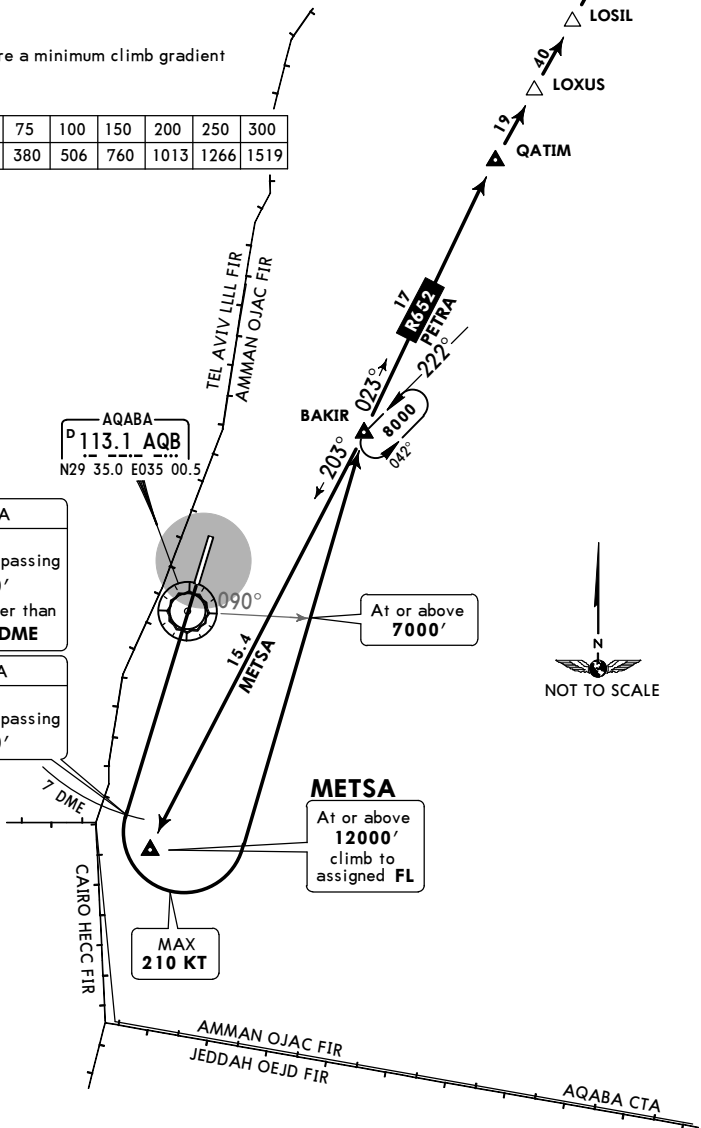 LOSIL
re a minimum climb gradient
40
LOXUS
75 100 150 200 250 300
380 506 760 1013 1266 1519
19
QATIM
TEL AVIV LLLL FIR
AMMAN OJAC FIR
17
R652
PETRA
023°
222°
BAKIR
8000
042°
203°
AQABA
D 113.1 AQB
N29 35.0 E035 00.5
A
passing
0'
er than
DME
090°
At or above
7000'
15.4
METSA
N
NOT TO SCALE
A
passing
0'
7 DME
METSA
At or above
12000'
climb to
assigned FL
MAX
210 KT
CAIRO HECC FIR
AMMAN OJAC FIR
JEDDAH OEJD FIR
AQABA CTA